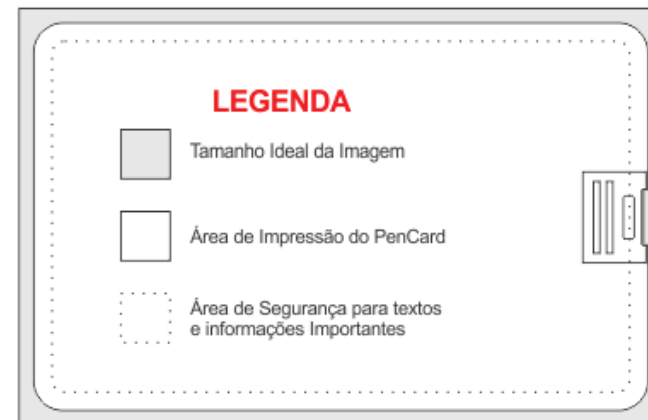 LEGENDA
Tamanho Ideal da Imagem
Área de Impressão do PenCard
Área de Segurança para textos
e informações Importantes